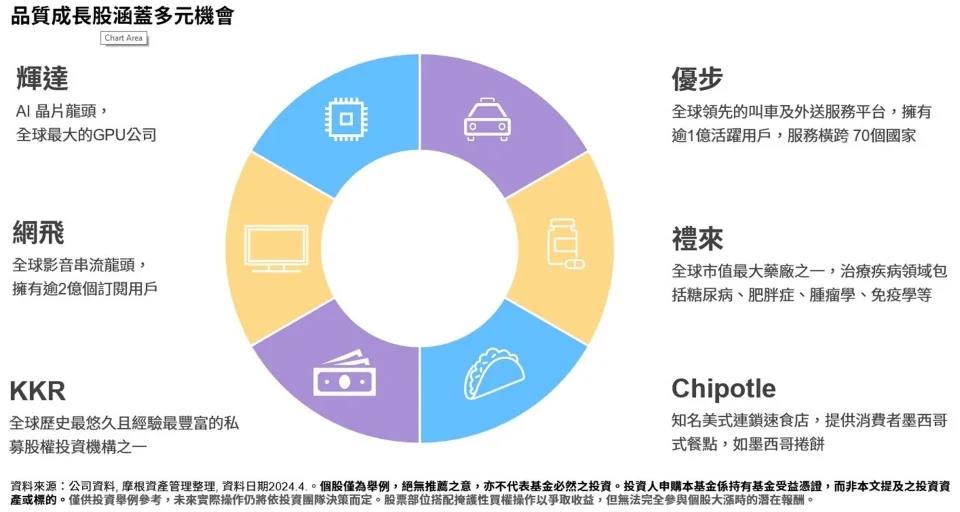 品質成長股涵蓋多元機會
Chart Area
輝達
AI 晶片龍頭，
全球最大的GPU公司
網飛
全球影音串流龍頭，
擁有逾2億個訂閱用戶
KKR
全球歷史最悠久且經驗最豐富的私
募股權投資機構之一
優步
全球領先的叫車及外送服務平台，擁有
逾1億活躍用戶，服務橫跨 70個國家
禮來
全球市值最大藥廠之一，治療疾病領域包
括糖尿病、肥胖症、腫瘤學、免疫學等
Chipotle
知名美式連鎖速食店，提供消費者墨西哥
式餐點，如墨西哥捲餅
資料來源：公司資料, 摩根資產管理整理, 資料日期2024.4.。個股僅為舉例，絕無推薦之意，亦不代表基金必然之投資。投資人申購本基金係持有基金受益憑證，而非本文提及之投資資
產或標的。僅供投資舉例參考，未來實際操作仍將依投資團隊決策而定。股票部位搭配掩護性買權操作以爭取收益，但無法完全參與個股大漲時的潛在報酬。